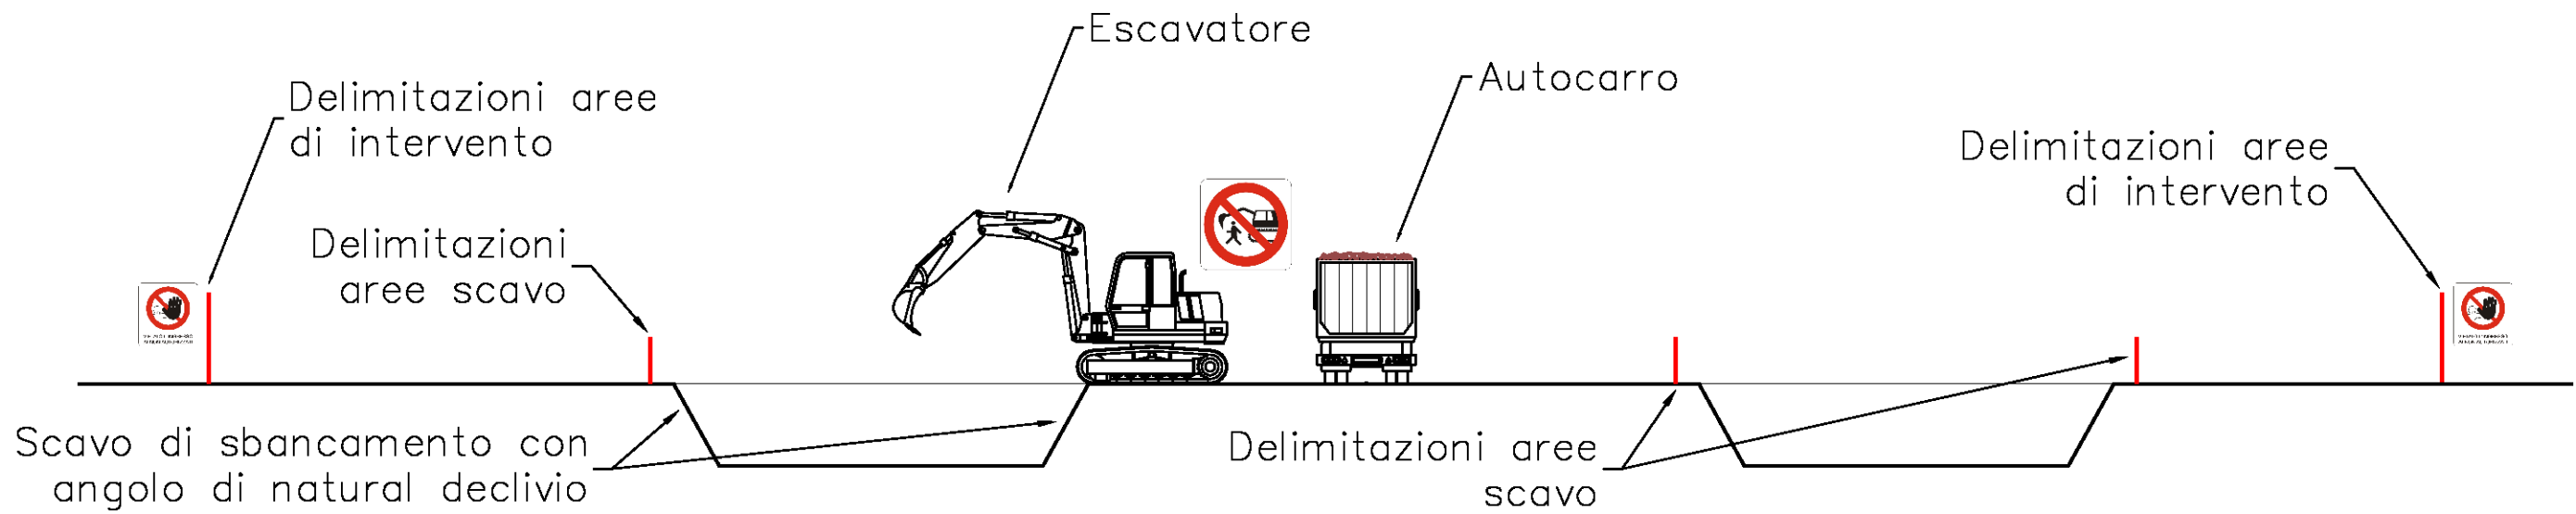 Escavatore
Autocarro
Delimitazioni aree
di intervento
Delimitazioni aree
di intervento
Delimitazioni
aree scavo
Scavo di sbancamento con
angolo di natural declivio
Delimitazioni aree
scavo